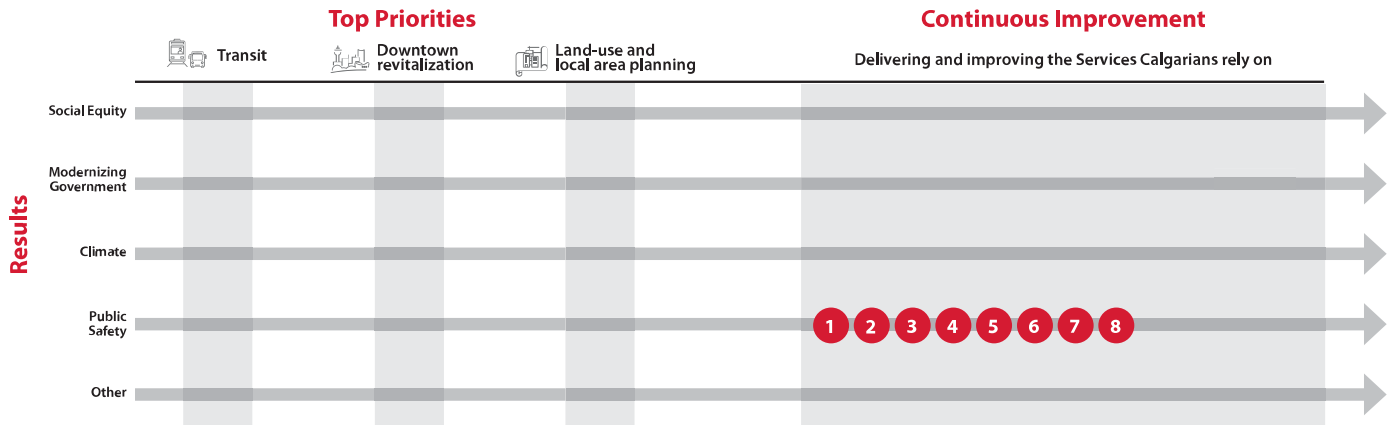 Top Priorities
Continuous Improvement
Transit
Downtown
revitalization
Land-use and
local area planning
Delivering and improving the Services Calgarians rely on
Results
Social Equity
Modernizing
Government
Climate
Public
Safety
1 2 3 4 5 6 7 8
Other